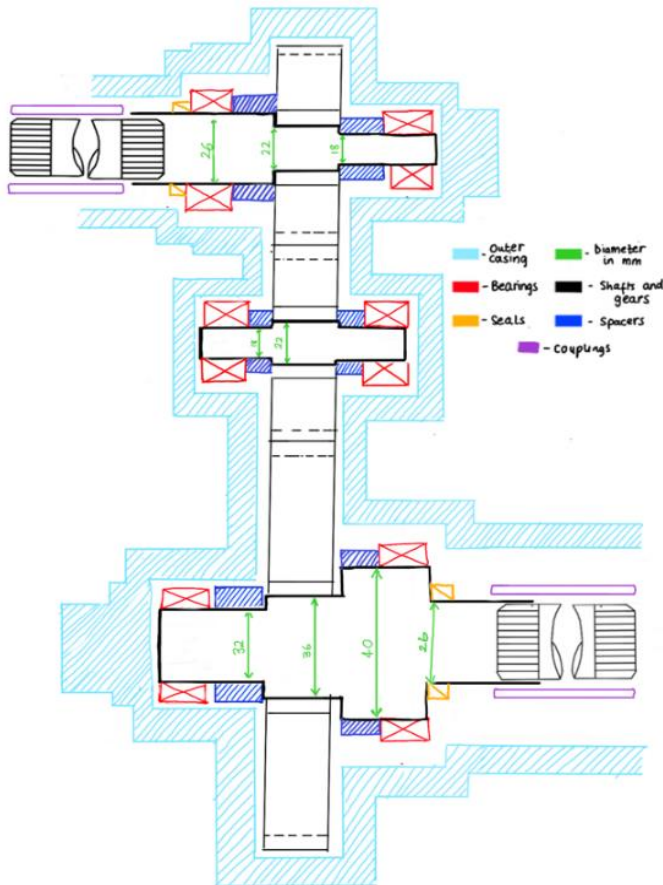 26
22
18
- Outer casing
- Diameter in mm
- Bearings
- Shafts and gears
- Seals
- Spacers
- Couplings
18
22
32
36
40
26